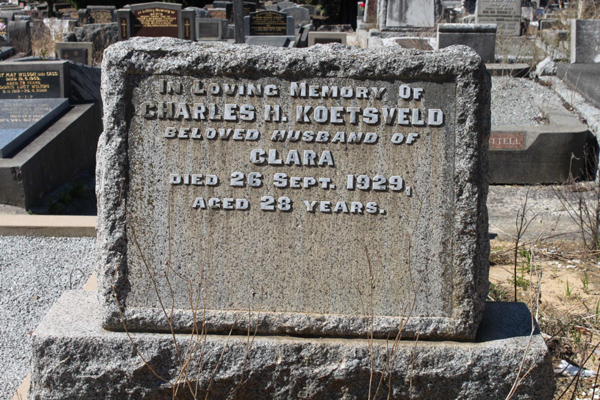 IN LOVING MEMORY OF
CHARLES H. KOETSVELD
BELOVED HUSBAND OF
CLARA
DIED 26 SEPT. 1929,
AGED 28 YEARS.